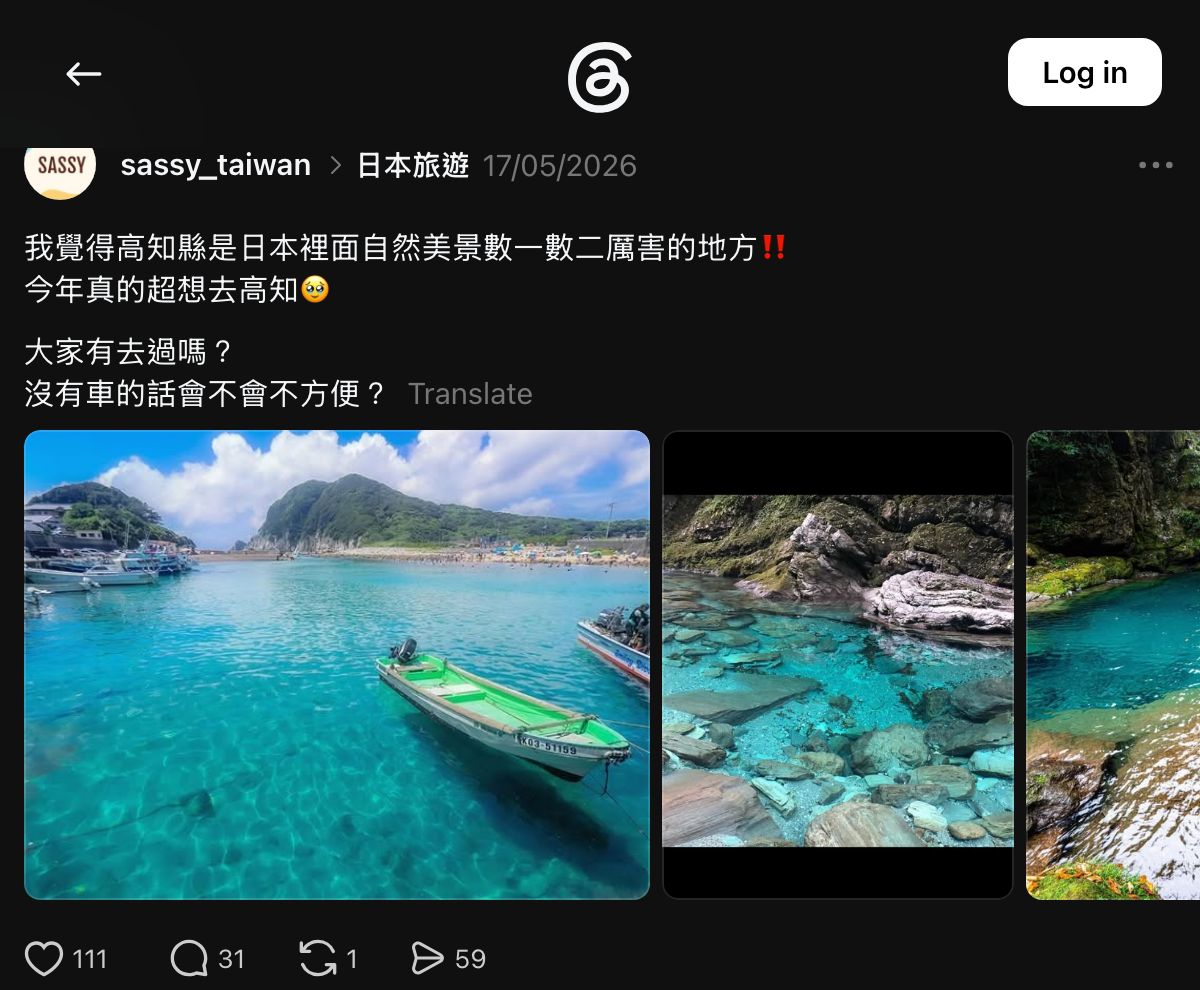 Log in
SASSY
sassy_taiwan > 日本旅遊 17/05/2026
我覺得高知縣是日本裡面自然美景數一數二厲害的地方‼️
今年真的超想去高知🥹
大家有去過嗎？
沒有車的話會不會不方便？ Translate
KO3-51159
111 31 1 59